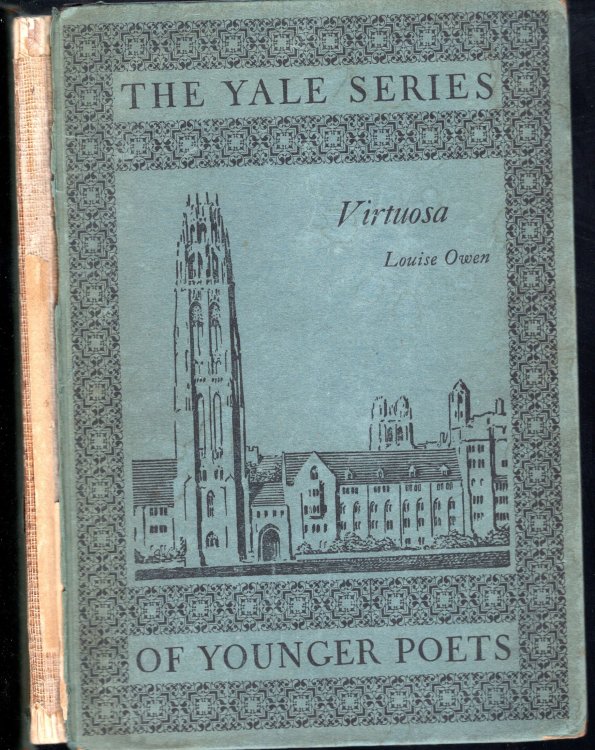 THE YALE SERIES
Virtuosa
Louise Owen
OF YOUNGER POETS